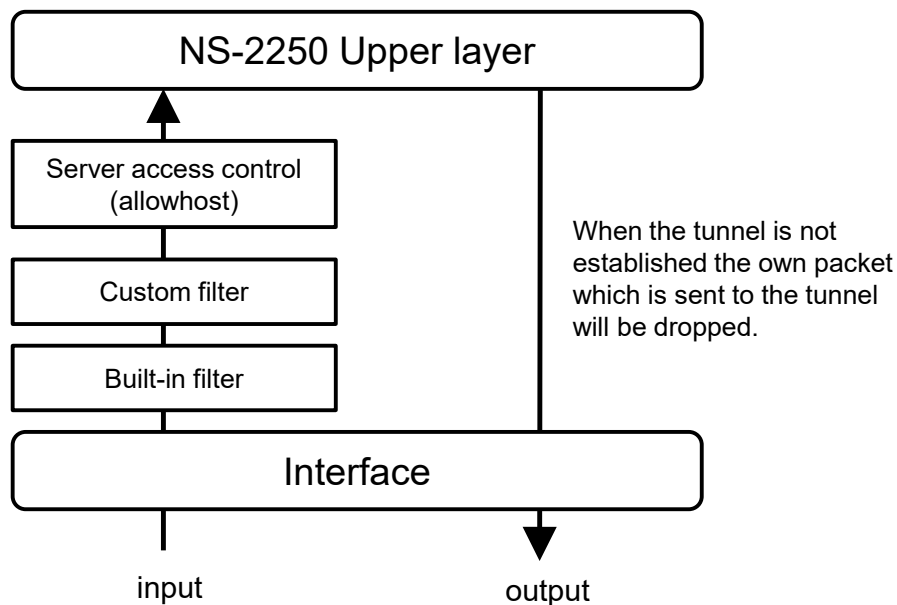 NS-2250 Upper layer
Server access control
(allowhost)
Custom filter
Built-in filter
When the tunnel is not
established the own packet
which is sent to the tunnel
will be dropped.
Interface
input
output